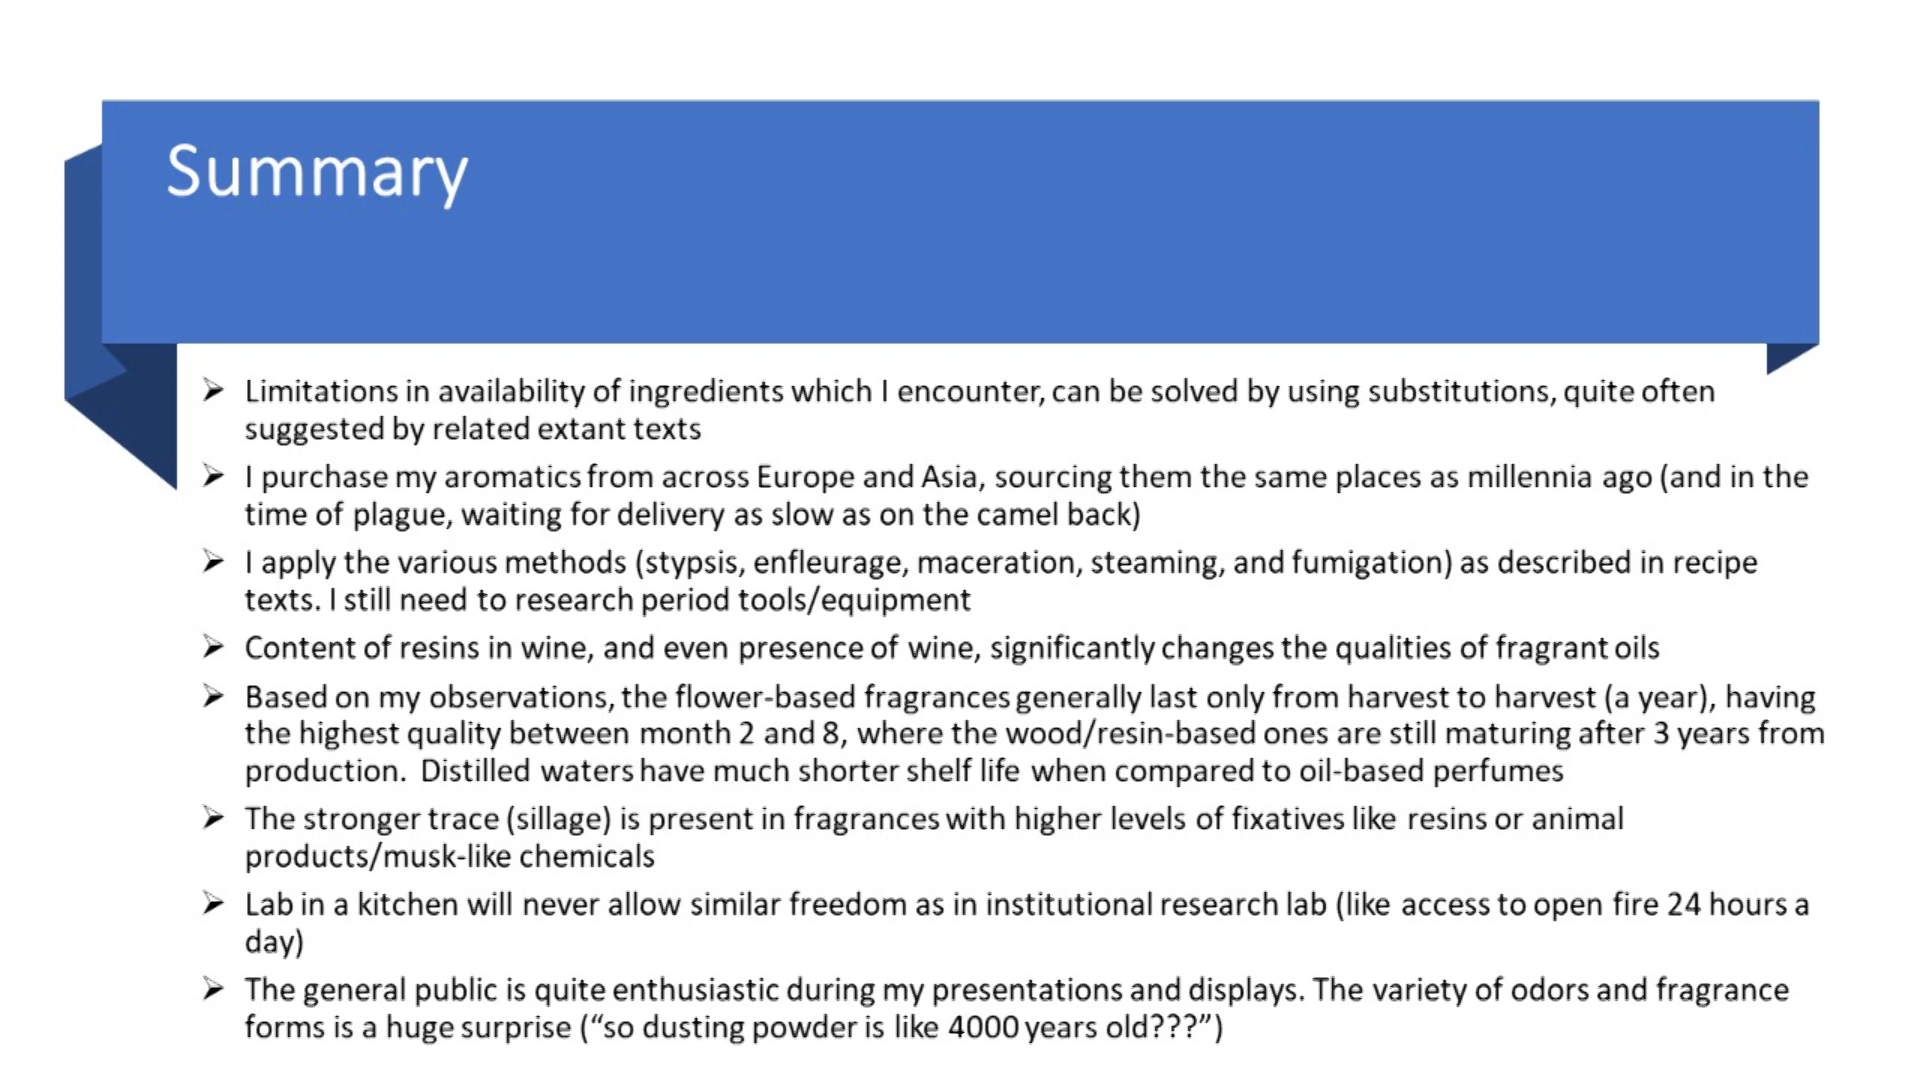 Summary
Limitations in availability of ingredients which I encounter, can be solved by using substitutions, quite often
suggested by related extant texts
I purchase my aromatics from across Europe and Asia, sourcing them the same places as millennia ago (and in the
time of plague, waiting for delivery as slow as on the camel back)
I apply the various methods (stypsis, enfleurage, maceration, steaming, and fumigation) as described in recipe
texts. I still need to research period tools/equipment
Content of resins in wine, and even presence of wine, significantly changes the qualities of fragrant oils
Based on my observations, the flower-based fragrances generally last only from harvest to harvest (a year), having
the highest quality between month 2 and 8, where the wood/resin-based ones are still maturing after 3 years from
production.  Distilled waters have much shorter shelf life when compared to oil-based perfumes
The stronger trace (sillage) is present in fragrances with higher levels of fixatives like resins or animal
products/musk-like chemicals
Lab in a kitchen will never allow similar freedom as in institutional research lab (like access to open fire 24 hours a
day)
The general public is quite enthusiastic during my presentations and displays. The variety of odors and fragrance
forms is a huge surprise (“so dusting powder is like 4000 years old???”)